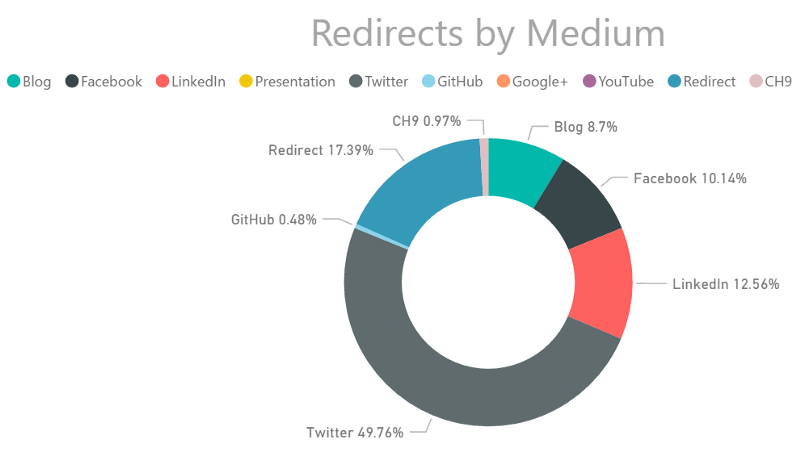 Redirects by Medium
Blog Facebook LinkedIn Presentation Twitter GitHub Google+ YouTube Redirect CH9
CH9 0.97%
Blog 8.7%
Redirect 17.39%
Facebook 10.14%
GitHub 0.48%
LinkedIn 12.56%
Twitter 49.76%